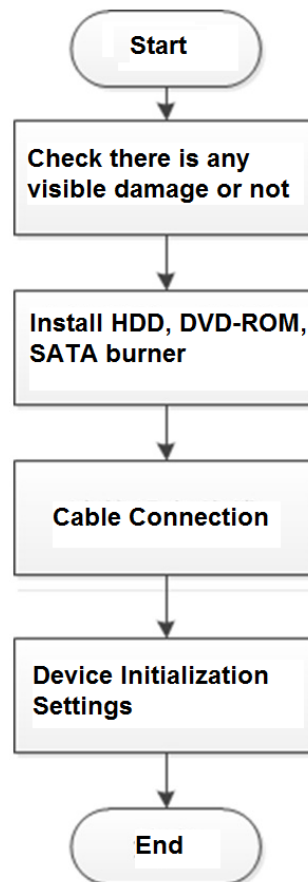 Start
Check there is any
visible damage or not
Install HDD, DVD-ROM,
SATA burner
Cable Connection
Device Initialization
Settings
End